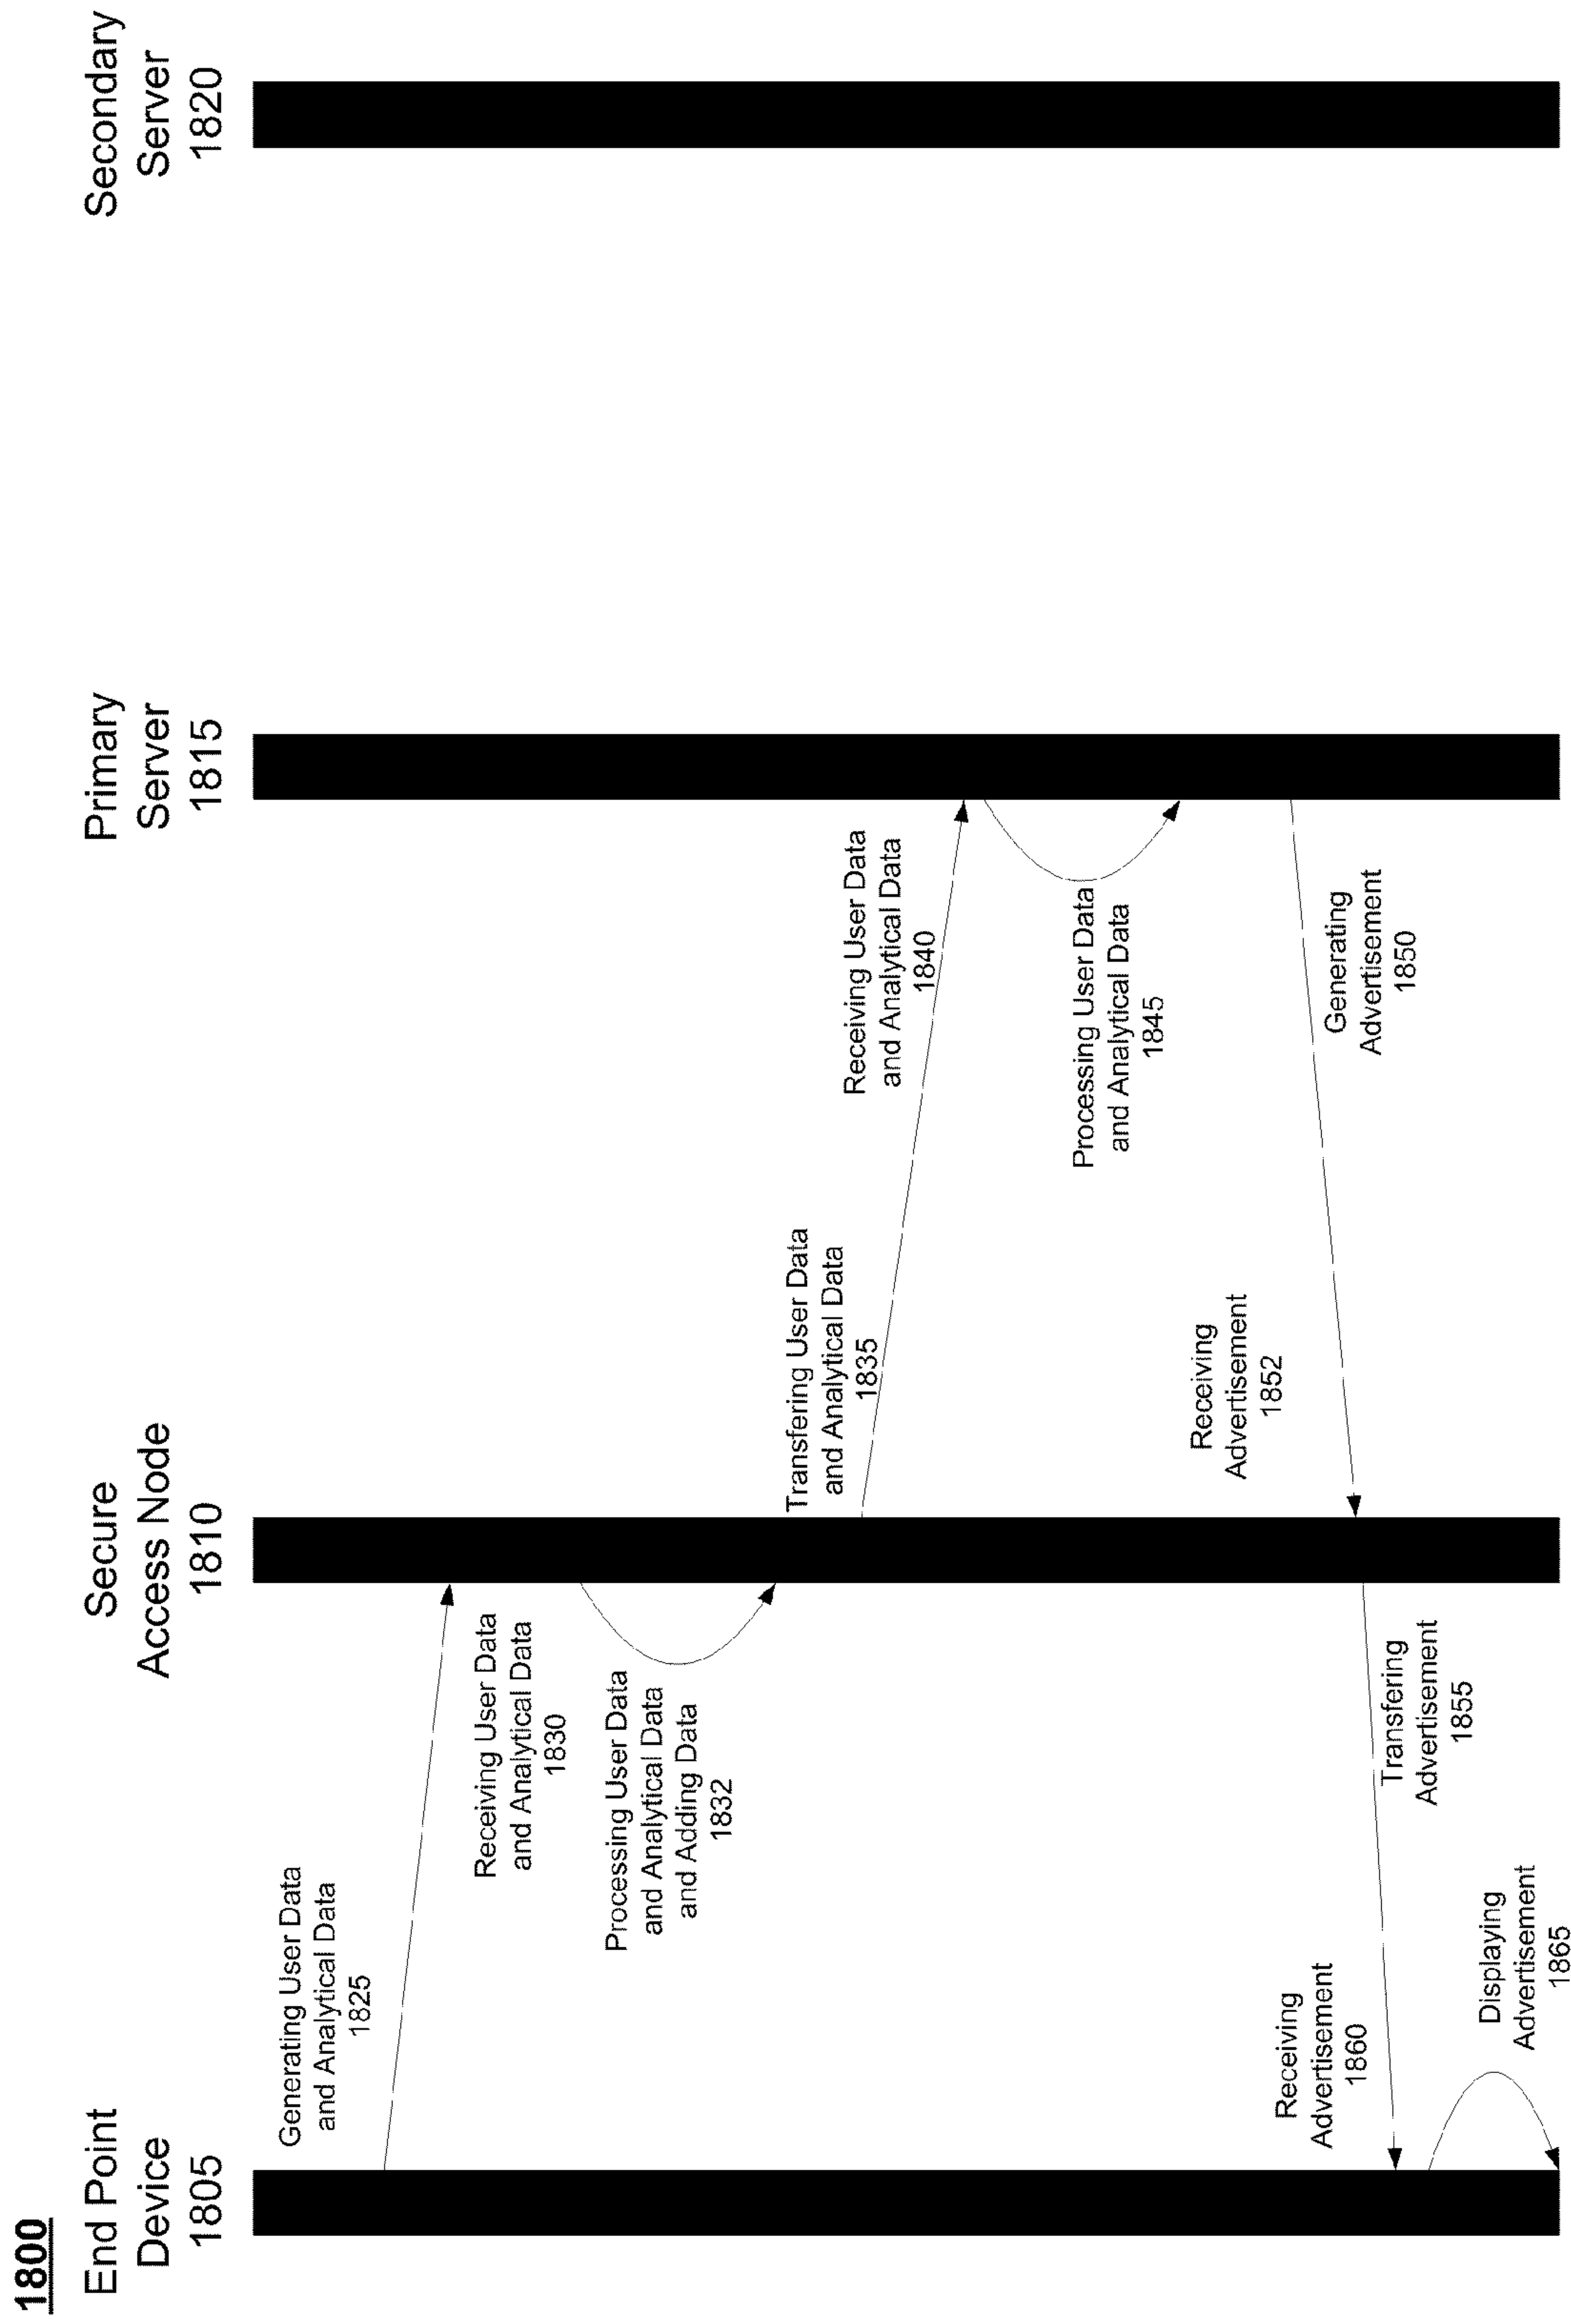 1800
End Point
Device
1805
Secure
Access Node
1810
Primary
Server
1815
Secondary
Server
1820
Generating User Data
and Analytical Data
1825
Receiving User Data
and Analytical Data
1830
Processing User Data
and Analytical Data
and Adding Data
1832
Transfering User Data
and Analytical Data
1835
Receiving User Data
and Analytical Data
1840
Processing User Data
and Analytical Data
1845
Generating
Advertisement
1850
Receiving
Advertisement
1852
Transfering
Advertisement
1855
Receiving
Advertisement
1860
Displaying
Advertisement
1865